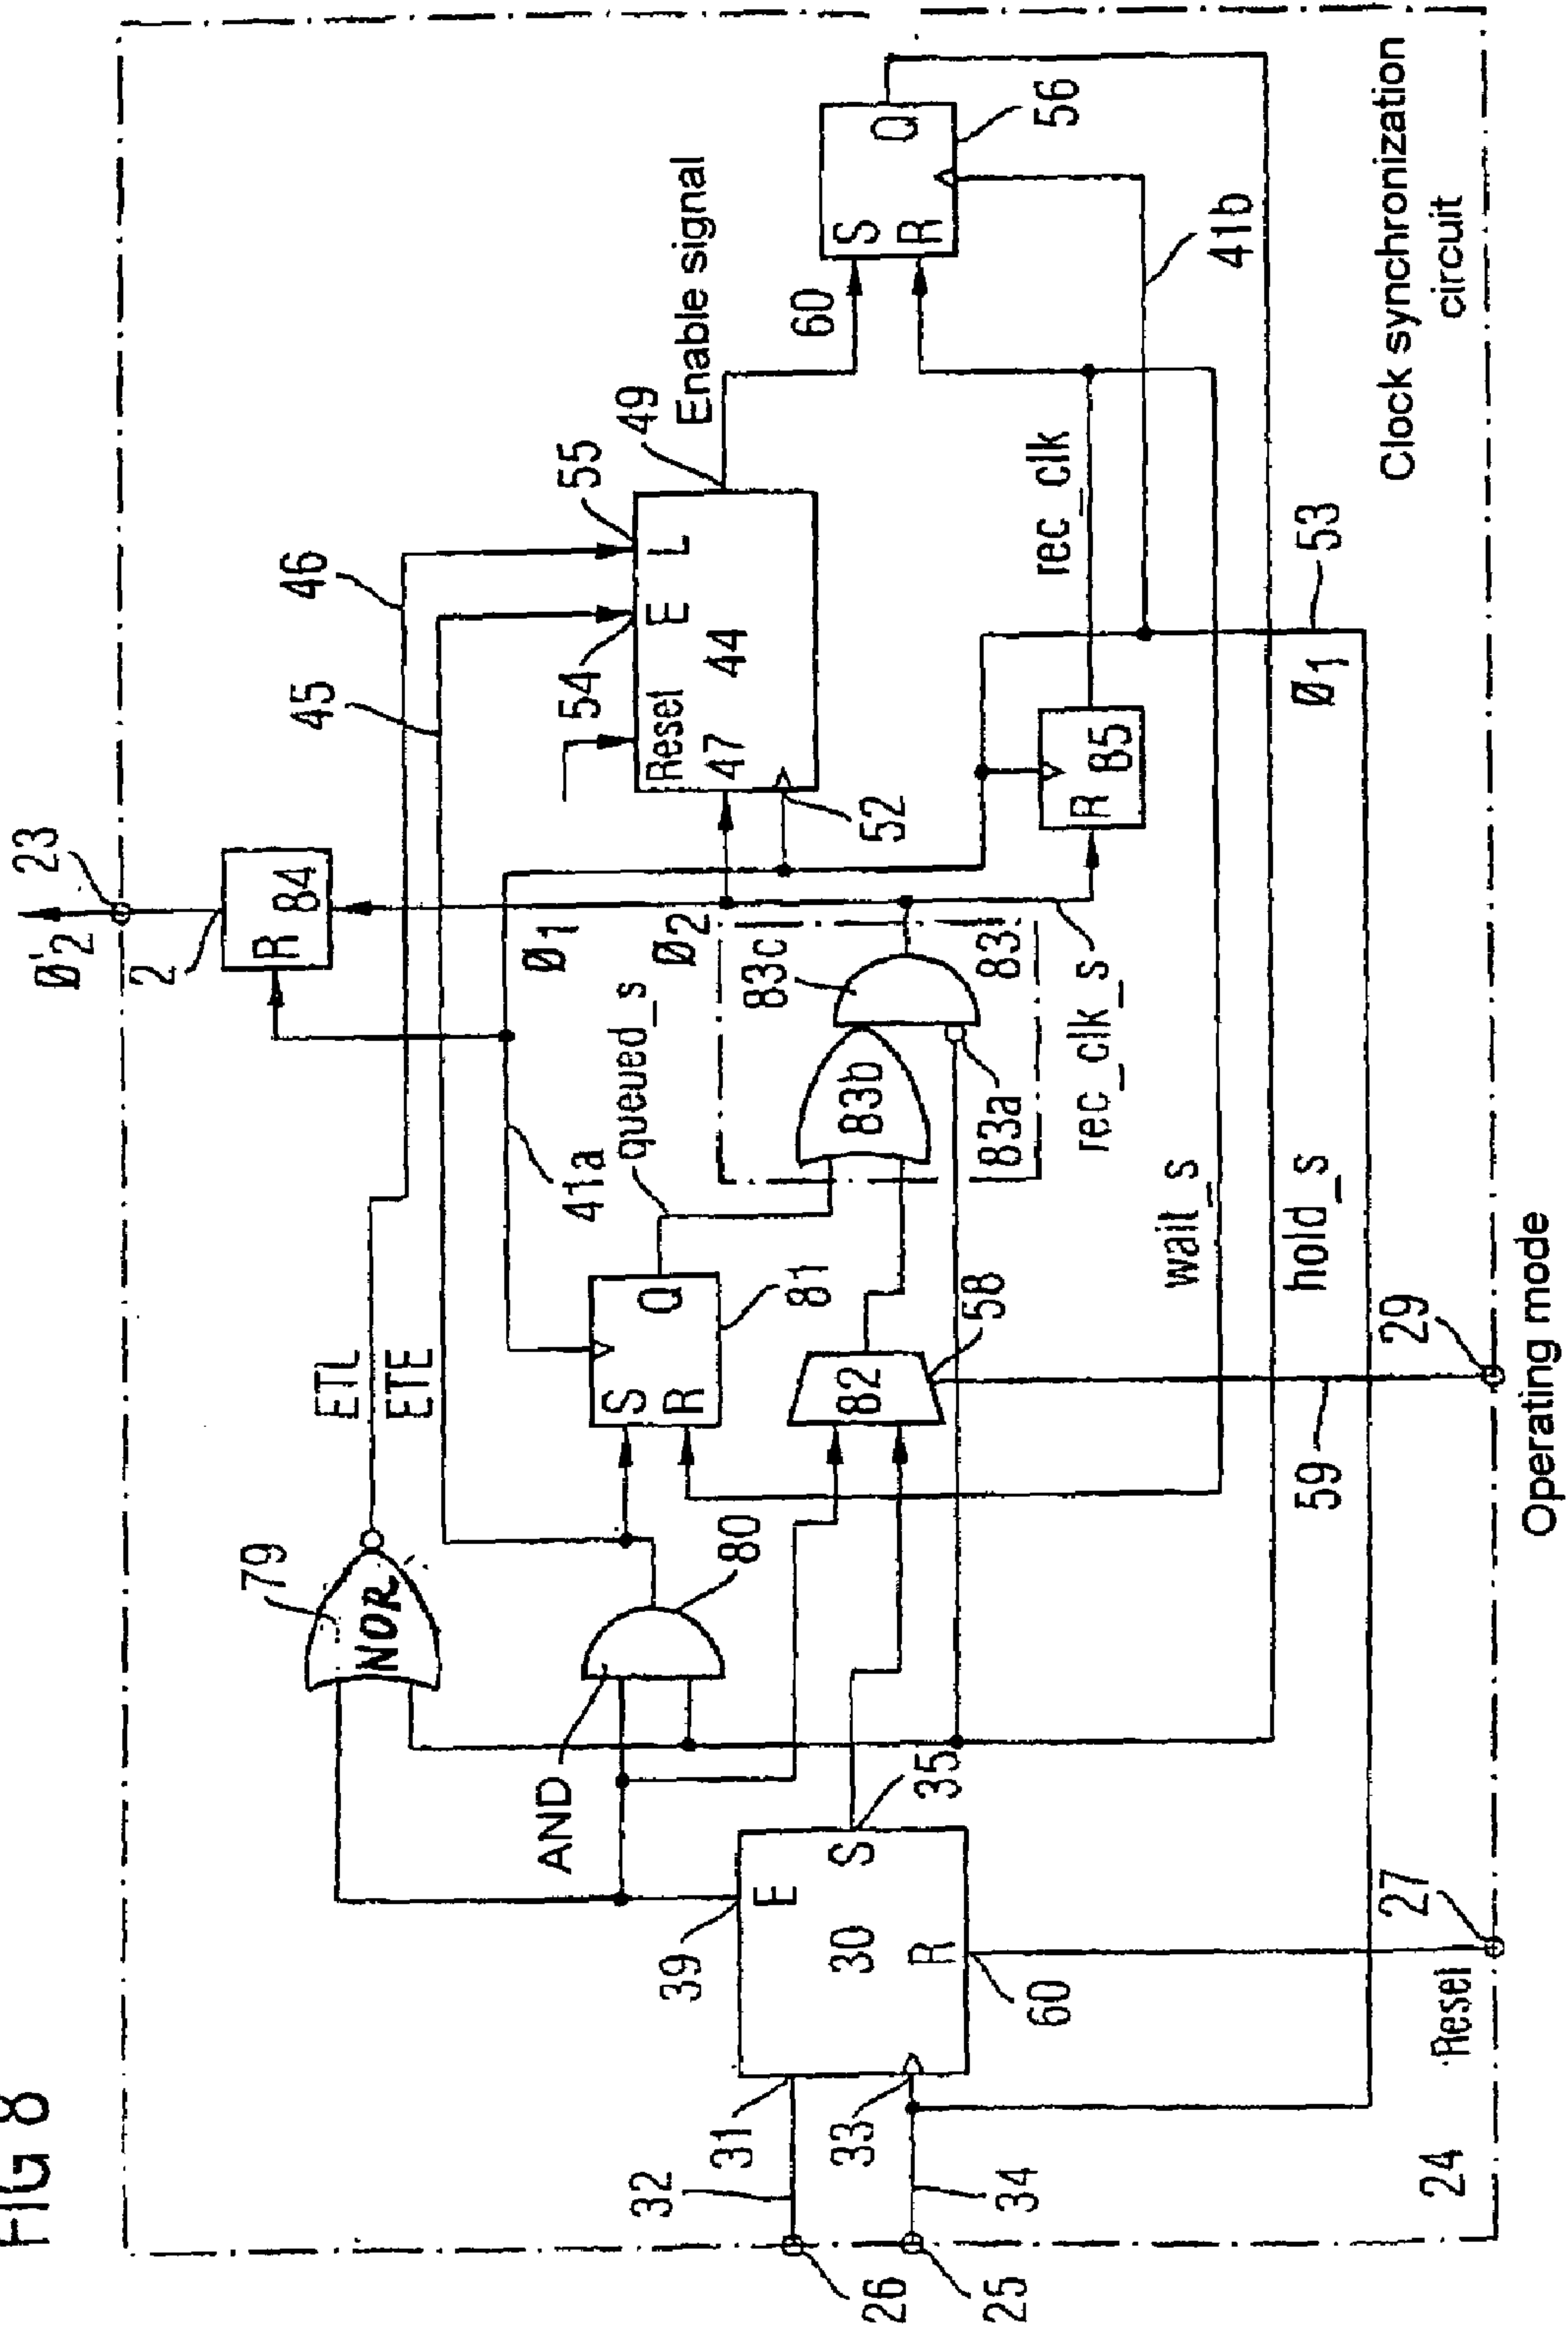 FIG 8
Ø'2
23
2
R
84
46
45
Ø1
Ø2
ETL
ETE
79
NOR
AND
80
S
R
Q
81
41a
queued_s
83c
83b
83a
83
rec_clk_s
82
58
54
55
49
Enable signal
Reset
E
L
47
44
52
60
S
R
Q
56
41b
rec_clk
R
85
53
Ø1
wait_s
hold_s
39
E
30
S
R
35
60
26
32
31
25
34
33
24
Reset
27
59
29
Operating mode
Clock synchronization
circuit